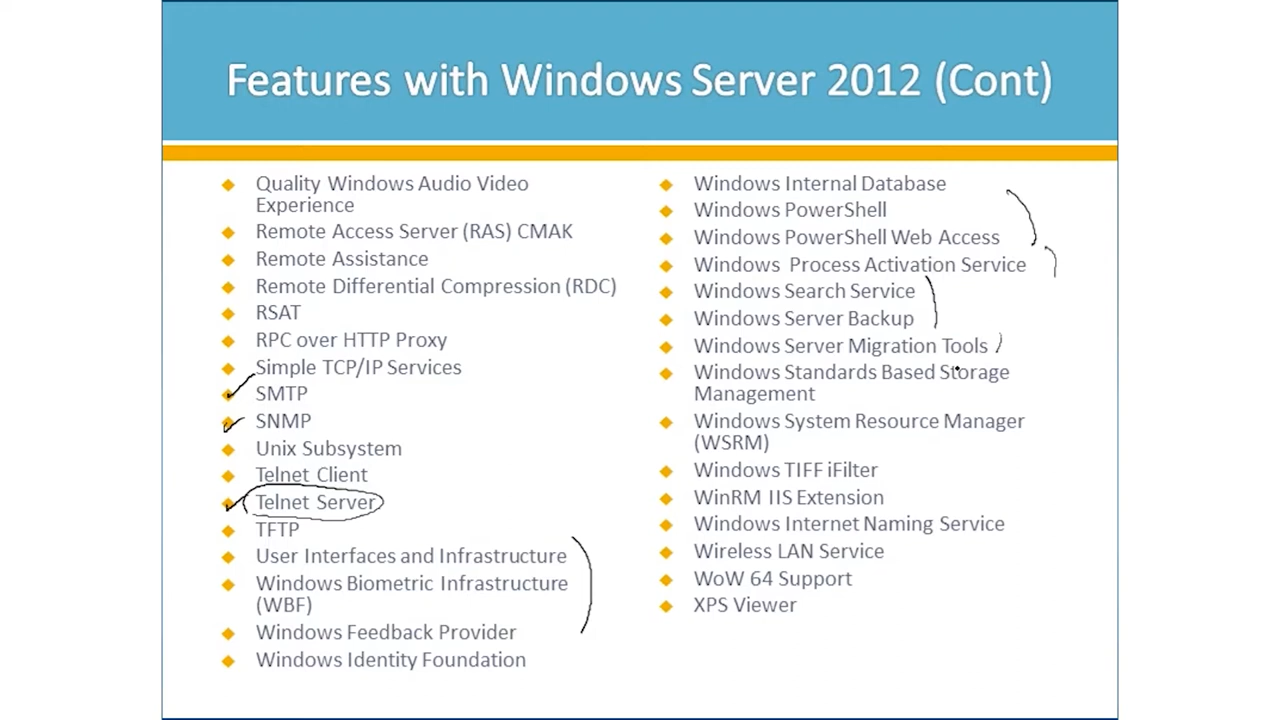 Features with Windows Server 2012 (Cont)
Quality Windows Audio Video
Experience
Remote Access Server (RAS) CMAK
Remote Assistance
Remote Differential Compression (RDC)
RSAT
RPC over HTTP Proxy
Simple TCP/IP Services
SMTP
SNMP
Unix Subsystem
Telnet Client
Telnet Server
TFTP
User Interfaces and Infrastructure
Windows Biometric Infrastructure
(WBF)
Windows Feedback Provider
Windows Identity Foundation
Windows Internal Database
Windows PowerShell
Windows PowerShell Web Access
Windows  Process Activation Service
Windows Search Service
Windows Server Backup
Windows Server Migration Tools
Windows Standards Based Storage
Management
Windows System Resource Manager
(WSRM)
Windows TIFF iFilter
WinRM IIS Extension
Windows Internet Naming Service
Wireless LAN Service
WoW 64 Support
XPS Viewer